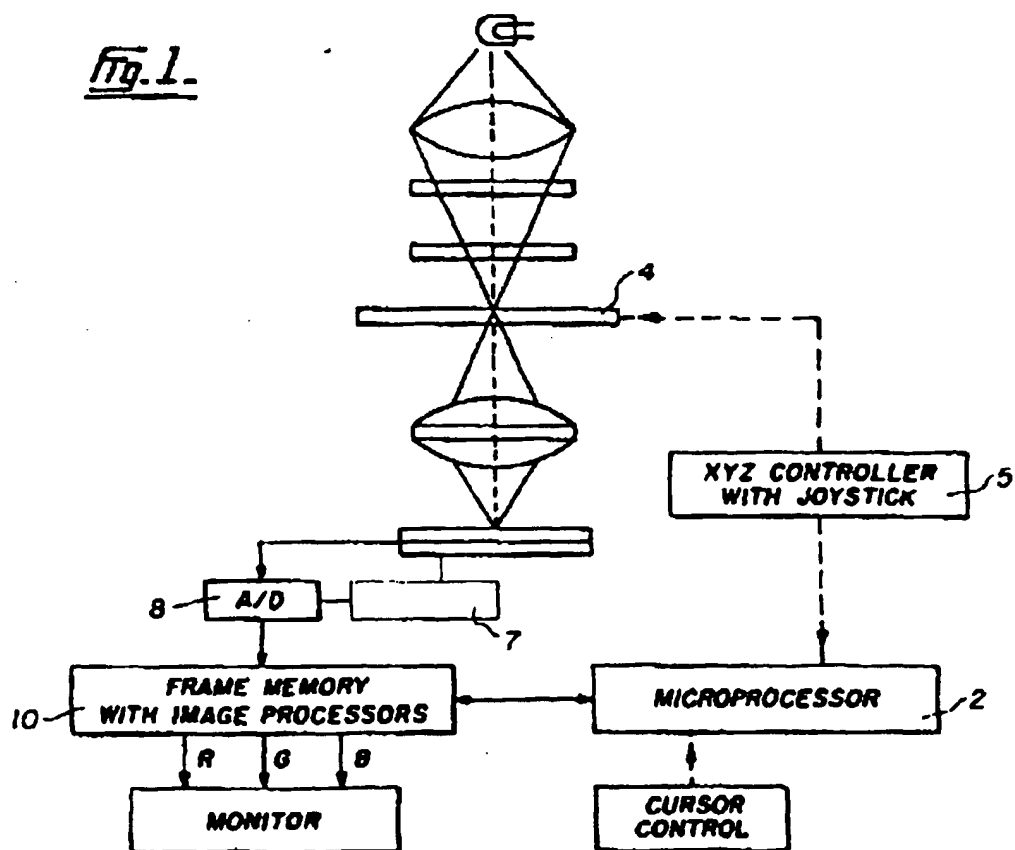 Fig. 1.
4
XYZ CONTROLLER
WITH JOYSTICK
5
8
A/D
7
FRAME MEMORY
WITH IMAGE PROCESSORS
10
MICROPROCESSOR
2
R
G
B
MONITOR
CURSOR
CONTROL